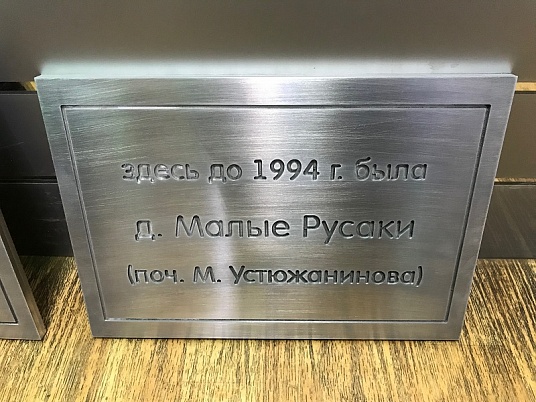 здесь до 1994 г. была
д. Малые Русаки
(поч. М. Устюжанинова)